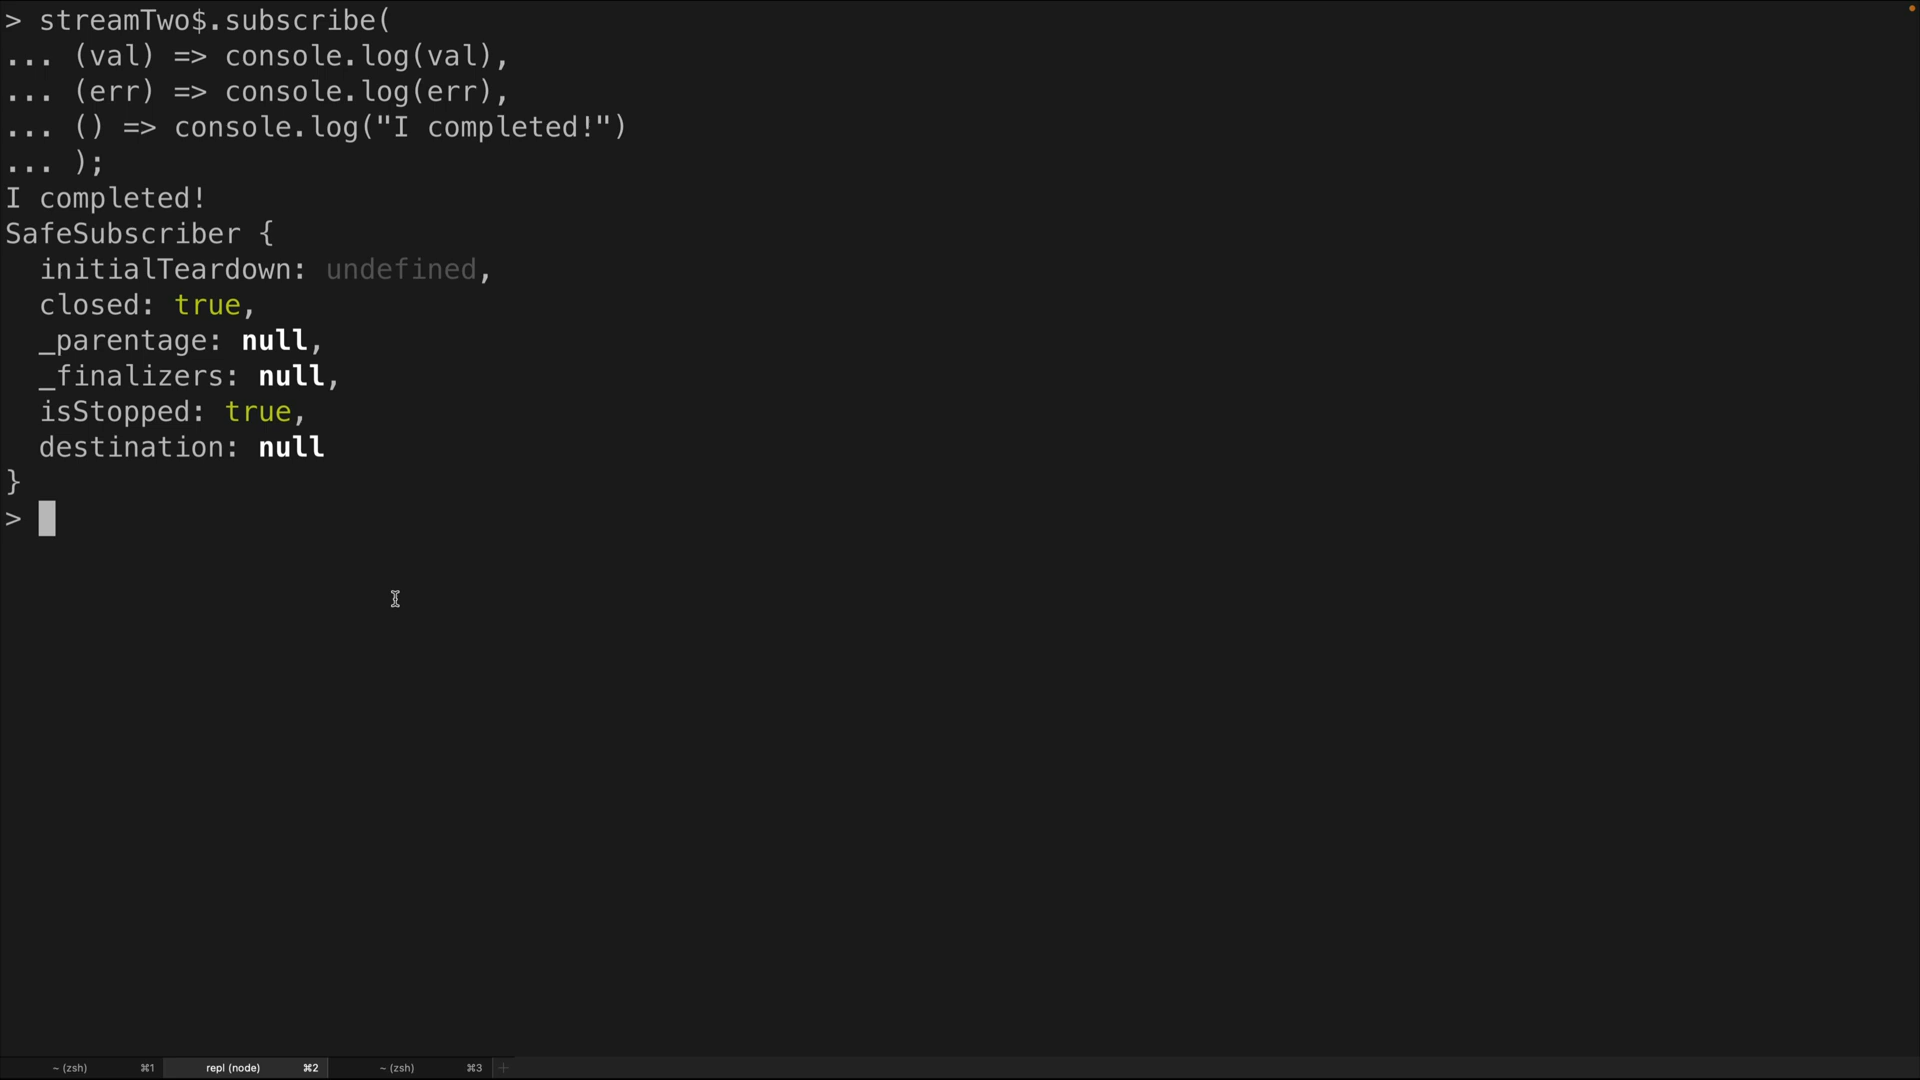 > streamTwo$.subscribe(
... (val) => console.log(val),
... (err) => console.log(err),
... () => console.log("I completed!")
... );
I completed!
SafeSubscriber {
  initialTeardown: undefined,
  closed: true,
  _parentage: null,
  _finalizers: null,
  isStopped: true,
  destination: null
}
>
~ (zsh) ⌘1 repl (node) ⌘2 ~ (zsh) ⌘3 +